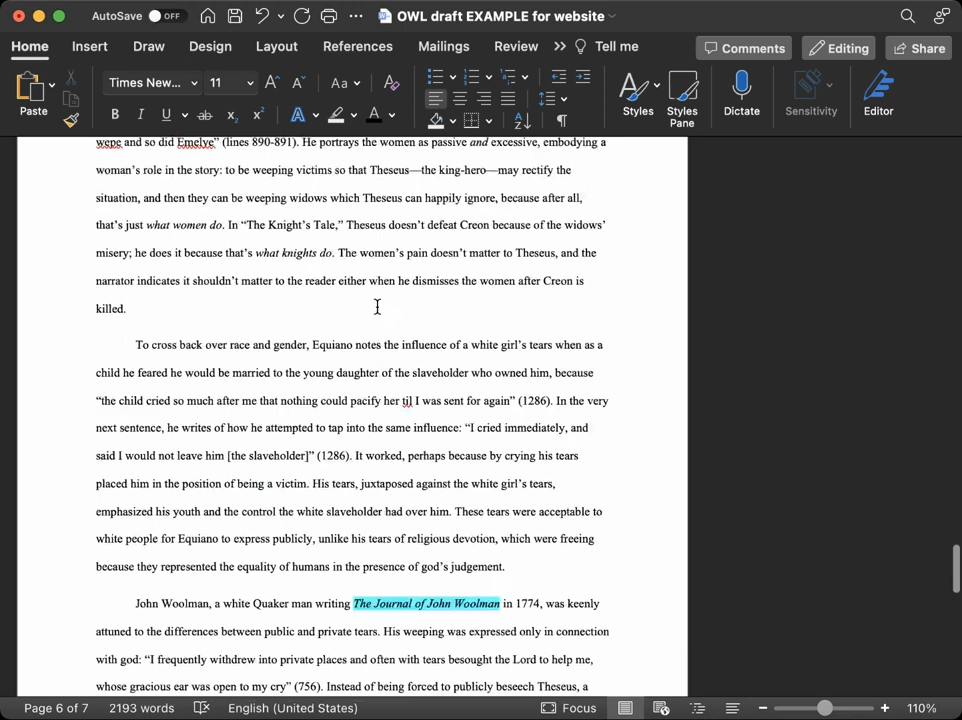 AutoSave OFF OWL draft EXAMPLE for website
Home Insert Draw Design Layout References Mailings Review Tell me Comments Editing Share
Paste Times New... 11 Styles Styles Pane Dictate Sensitivity Editor
wepe and so did Emelye” (lines 890-891). He portrays the women as passive and excessive, embodying a
woman’s role in the story: to be weeping victims so that Theseus—the king-hero—may rectify the
situation, and then they can be weeping widows which Theseus can happily ignore, because after all,
that’s just what women do. In “The Knight’s Tale,” Theseus doesn’t defeat Creon because of the widows’
misery; he does it because that’s what knights do. The women’s pain doesn’t matter to Theseus, and the
narrator indicates it shouldn’t matter to the reader either when he dismisses the women after Creon is
killed.
To cross back over race and gender, Equiano notes the influence of a white girl’s tears when as a
child he feared he would be married to the young daughter of the slaveholder who owned him, because
“the child cried so much after me that nothing could pacify her til I was sent for again” (1286). In the very
next sentence, he writes of how he attempted to tap into the same influence: “I cried immediately, and
said I would not leave him [the slaveholder]” (1286). It worked, perhaps because by crying his tears
placed him in the position of being a victim. His tears, juxtaposed against the white girl’s tears,
emphasized his youth and the control the white slaveholder had over him. These tears were acceptable to
white people for Equiano to express publicly, unlike his tears of religious devotion, which were freeing
because they represented the equality of humans in the presence of god’s judgement.
John Woolman, a white Quaker man writing The Journal of John Woolman in 1774, was keenly
attuned to the differences between public and private tears. His weeping was expressed only in connection
with god: “I frequently withdrew into private places and often with tears besought the Lord to help me,
whose gracious ear was open to my cry” (756). Instead of being forced to publicly beseech Theseus, a
Page 6 of 7 2193 words English (United States) Focus 110%